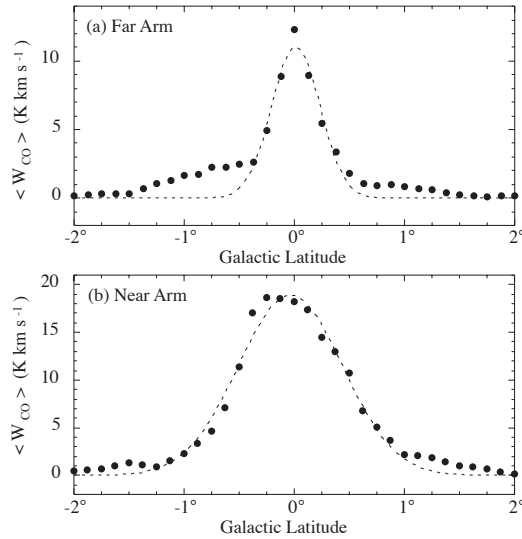 (a) Far Arm
< W_CO > (K km s⁻¹)
10
5
0
-2° -1° 0° 1° 2°
Galactic Latitude
(b) Near Arm
< W_CO > (K km s⁻¹)
20
15
10
5
0
-2° -1° 0° 1° 2°
Galactic Latitude